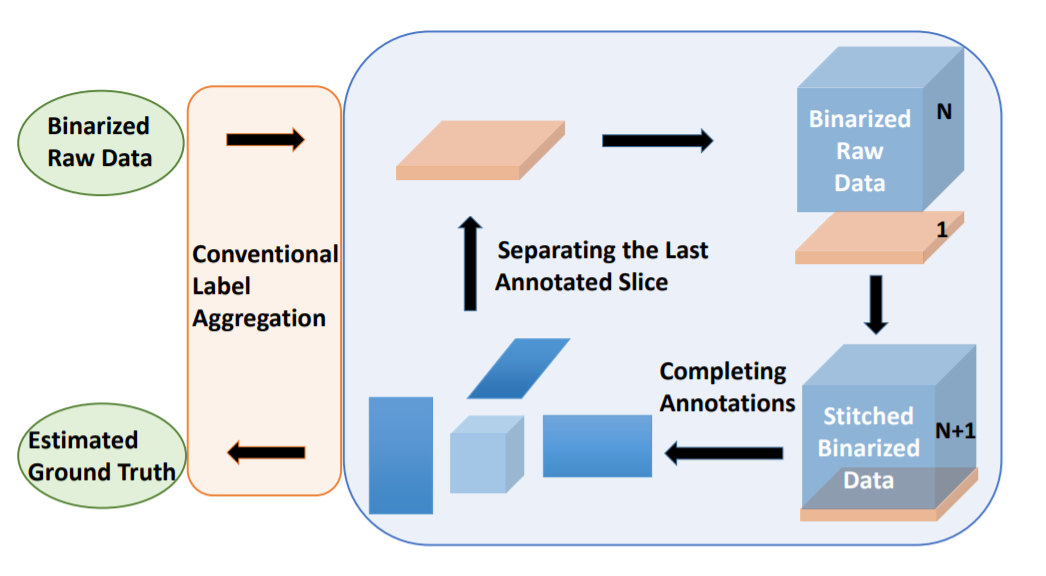 Binarized
Raw Data
Conventional
Label
Aggregation
Estimated
Ground Truth
Separating the Last
Annotated Slice
Binarized
Raw
Data
N
1
Completing
Annotations
Stitched
Binarized
Data
N+1